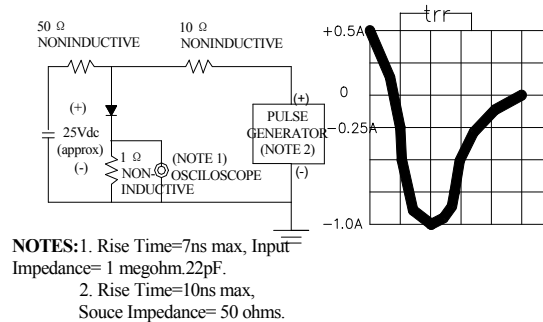 50 Ω
NONINDUCTIVE
10 Ω
NONINDUCTIVE
trr
+0.5A
0
-0.25A
-1.0A
(+)
25Vdc
(approx)
(-)
1 Ω
NON-
INDUCTIVE
(NOTE 1)
OSCILOSCOPE
(+)
PULSE
GENERATOR
(NOTE 2)
(-)
NOTES:1. Rise Time=7ns max, Input
Impedance= 1 megohm.22pF.
2. Rise Time=10ns max,
Souce Impedance= 50 ohms.